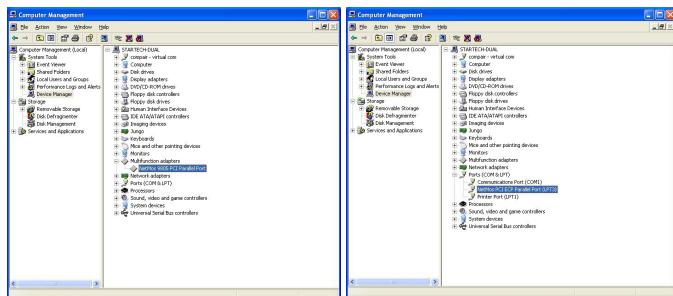 Computer Management
File Action View Window Help
Computer Management (Local)
System Tools
Event Viewer
Shared Folders
Local Users and Groups
Performance Logs and Alerts
Device Manager
Storage
Removable Storage
Disk Defragmenter
Disk Management
Services and Applications
STARTECH-DUAL
compair - virtual com
Computer
Disk drives
Display adapters
DVD/CD-ROM drives
Floppy disk controllers
Floppy disk drives
Human Interface Devices
IDE ATA/ATAPI controllers
Imaging devices
Jungo
Keyboards
Mice and other pointing devices
Monitors
Multifunction adapters
NetMos 9805 PCI Parallel Port
Network adapters
Ports (COM & LPT)
Processors
Sound, video and game controllers
System devices
Universal Serial Bus controllers
Computer Management
File Action View Window Help
Computer Management (Local)
System Tools
Event Viewer
Shared Folders
Local Users and Groups
Performance Logs and Alerts
Device Manager
Storage
Removable Storage
Disk Defragmenter
Disk Management
Services and Applications
STARTECH-DUAL
compair - virtual com
Computer
Disk drives
Display adapters
DVD/CD-ROM drives
Floppy disk controllers
Floppy disk drives
Human Interface Devices
IDE ATA/ATAPI controllers
Imaging devices
Jungo
Keyboards
Mice and other pointing devices
Monitors
Multifunction adapters
Network adapters
Ports (COM & LPT)
Communications Port (COM1)
NetMos PCI ECP Parallel Port (LPT3)
Printer Port (LPT1)
Processors
Sound, video and game controllers
System devices
Universal Serial Bus controllers